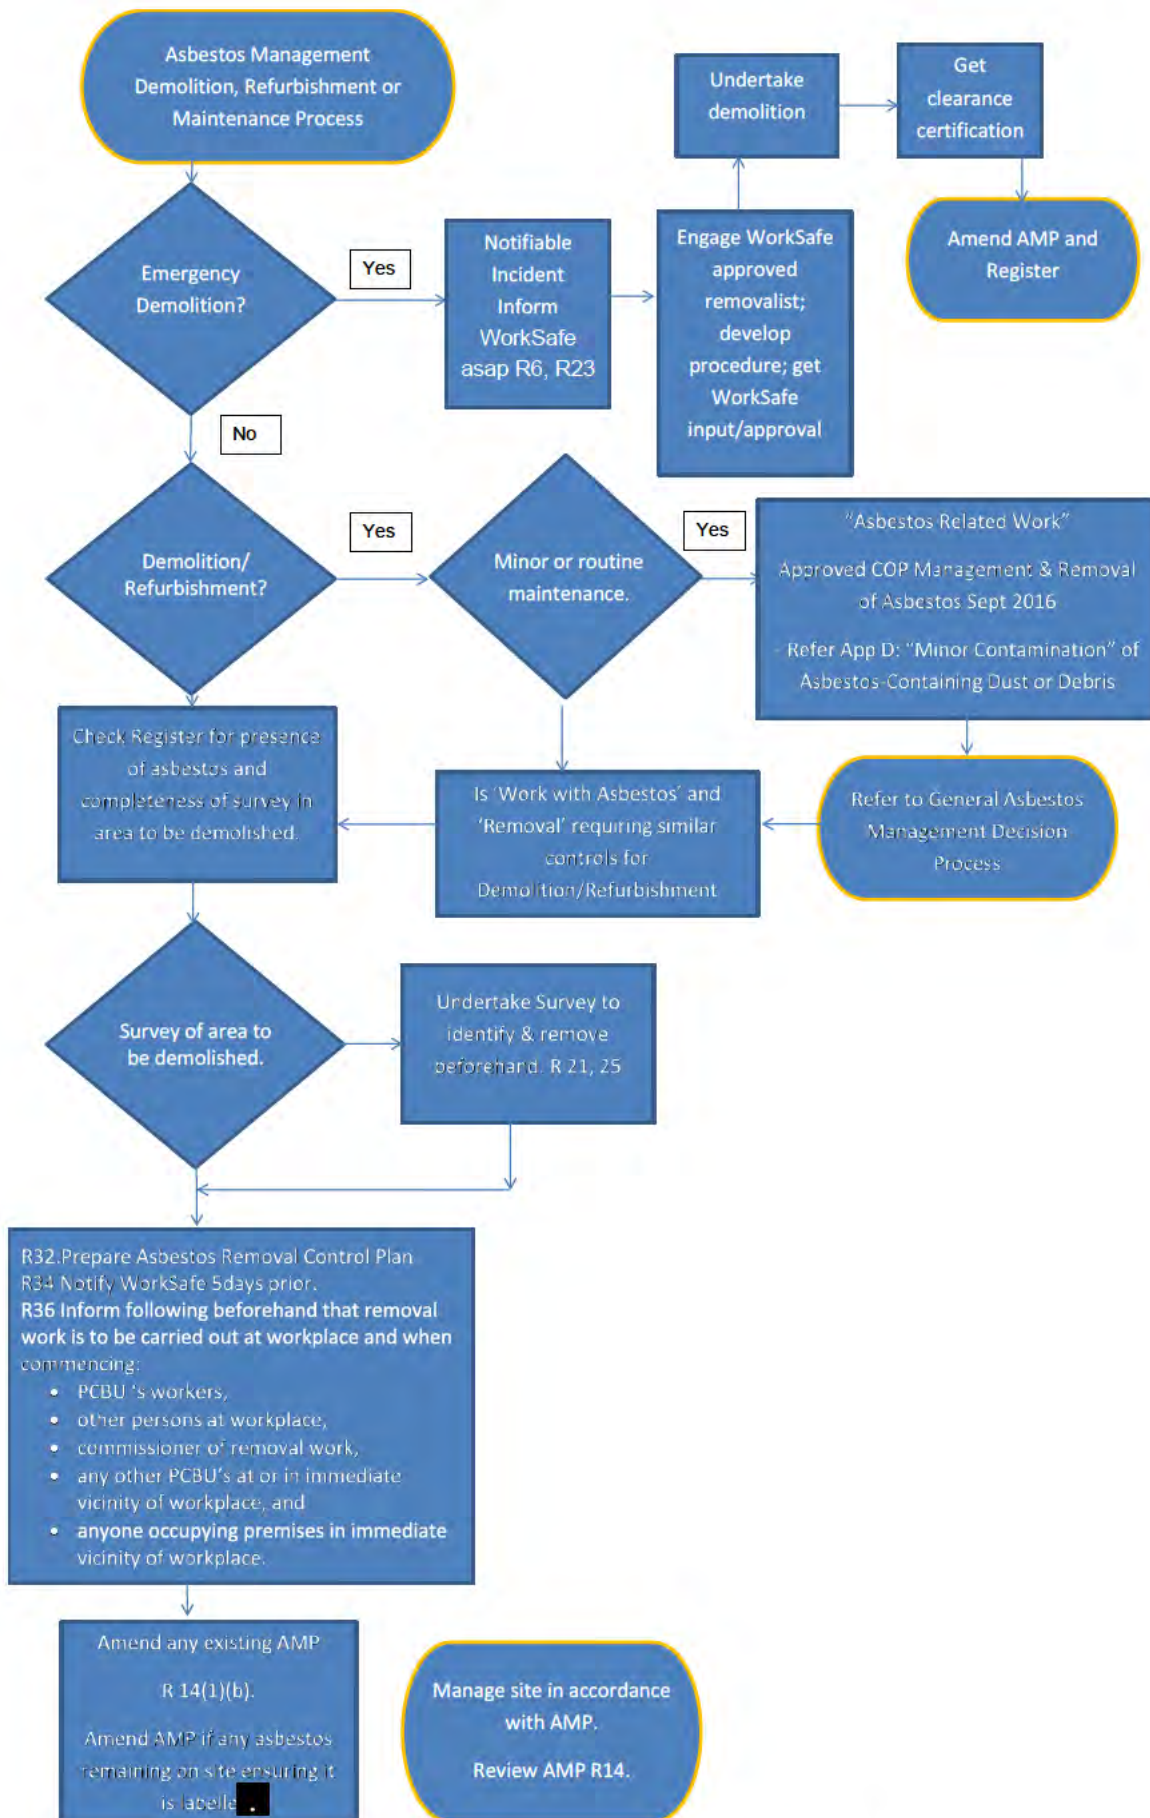 Asbestos Management
Demolition, Refurbishment or
Maintenance Process
Emergency
Demolition?
Yes
Notifiable
Incident
Inform
WorkSafe
asap R6, R23
Engage WorkSafe
approved
removalist;
develop
procedure; get
WorkSafe
input/approval
Undertake
demolition
Get
clearance
certification
Amend AMP and
Register
No
Demolition/
Refurbishment?
Yes
Minor or routine
maintenance.
Yes
"Asbestos Related Work"
Approved COP Management & Removal
of Asbestos Sept 2016
- Refer App D: "Minor Contamination" of
Asbestos-Containing Dust or Debris
Refer to General Asbestos
Management Decision
Process
Is 'Work with Asbestos' and
'Removal' requiring similar
controls for
Demolition/Refurbishment
Check Register for presence
of asbestos and
completeness of survey in
area to be demolished.
Survey of area to
be demolished.
Undertake Survey to
identify & remove
beforehand. R 21, 25
R32.Prepare Asbestos Removal Control Plan
R34 Notify WorkSafe 5days prior.
R36 Inform following beforehand that removal
work is to be carried out at workplace and when
commencing:
• PCBU 's workers,
• other persons at workplace,
• commissioner of removal work,
• any other PCBU's at or in immediate
vicinity of workplace, and
• anyone occupying premises in immediate
vicinity of workplace.
Amend any existing AMP
R 14(1)(b).
Amend AMP if any asbestos
remaining on site ensuring it
is labelle .
Manage site in accordance
with AMP.
Review AMP R14.